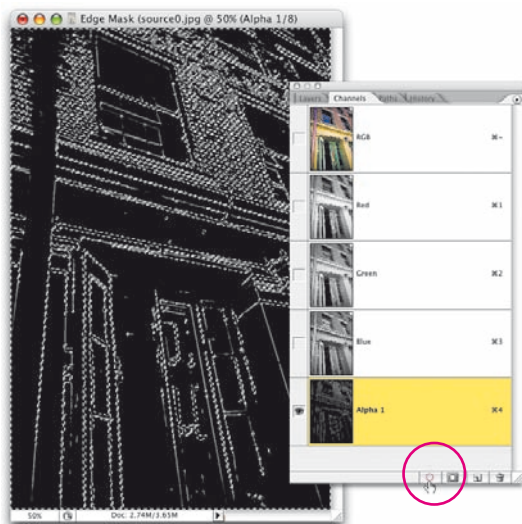 Edge Mask (source0.jpg @ 50% (Alpha 1/8)
Layers Channels Paths History
RGB ⌘~
Red ⌘1
Green ⌘2
Blue ⌘3
Alpha 1 ⌘4
50% Doc: 2.74M/3.65M